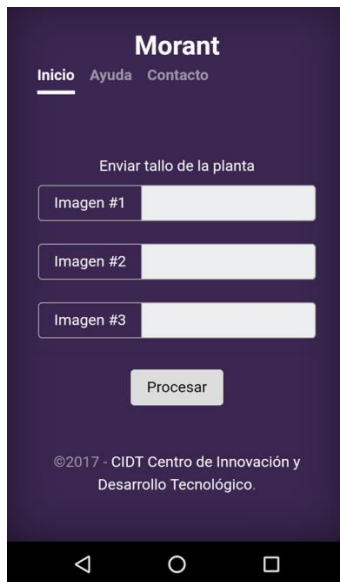 Morant
Inicio Ayuda Contacto
Enviar tallo de la planta
Imagen #1
Imagen #2
Imagen #3
Procesar
©2017 - CIDT Centro de Innovación y
Desarrollo Tecnológico.